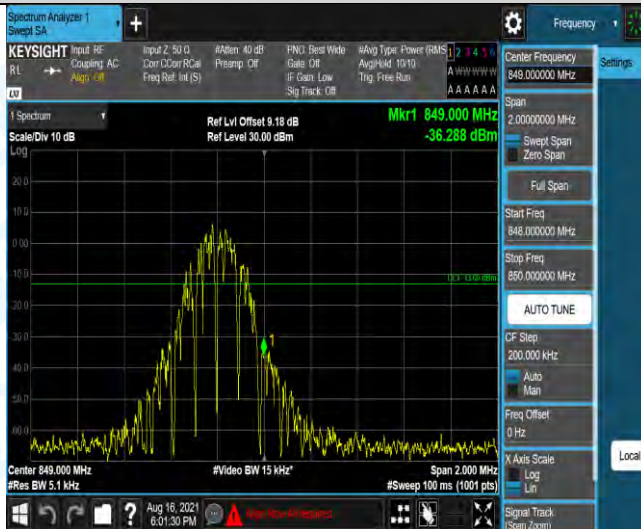 Spectrum Analyzer 1
Swept SA
Frequency
KEYSIGHT
Input: RF
Coupling: AC
Align: Off
Input Z: 50 Ω
Corr CCorr RCal
Freq Ref: Int (S)
#Atten: 40 dB
Preamp: Off
PNO: Best Wide
Gate: Off
IF Gain: Low
Sig Track: Off
#Avg Type: Power (RMS
Avg|Hold: 10/10
Trig: Free Run
1 2 3 4 5 6
A W W W W W
A A A A A A
RL
LXI
1 Spectrum
Scale/Div 10 dB
Log
Ref Lvl Offset 9.18 dB
Ref Level 30.00 dBm
Mkr1 849.000 MHz
-36.288 dBm
20.0
10.0
0.00
-10.0
-20.0
-30.0
1
Center 849.000 MHz
#Res BW 5.1 kHz
#Video BW 15 kHz*
Span 2.000 MHz
#Sweep 100 ms (1001 pts)
Aug 16, 2021
6:01:30 PM
Center Frequency
849.000000 MHz
Settings
Span
2.00000000 MHz
Swept Span
Zero Span
Full Span
Start Freq
848.000000 MHz
Stop Freq
850.000000 MHz
AUTO TUNE
CF Step
200.000 kHz
Auto
Man
Freq Offset
0 Hz
X Axis Scale
Log
Lin
Local
Signal Track
(Span Zoom)